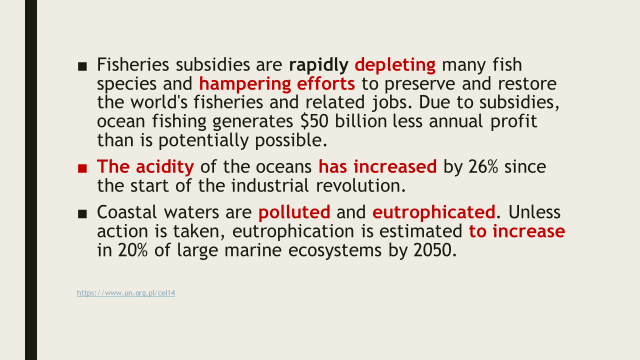 Fisheries subsidies are rapidly depleting many fish
species and hampering efforts to preserve and restore
the world's fisheries and related jobs. Due to subsidies,
ocean fishing generates $50 billion less annual profit
than is potentially possible.
The acidity of the oceans has increased by 26% since
the start of the industrial revolution.
Coastal waters are polluted and eutrophicated. Unless
action is taken, eutrophication is estimated to increase
in 20% of large marine ecosystems by 2050.
https://www.un.org.pl/cel14